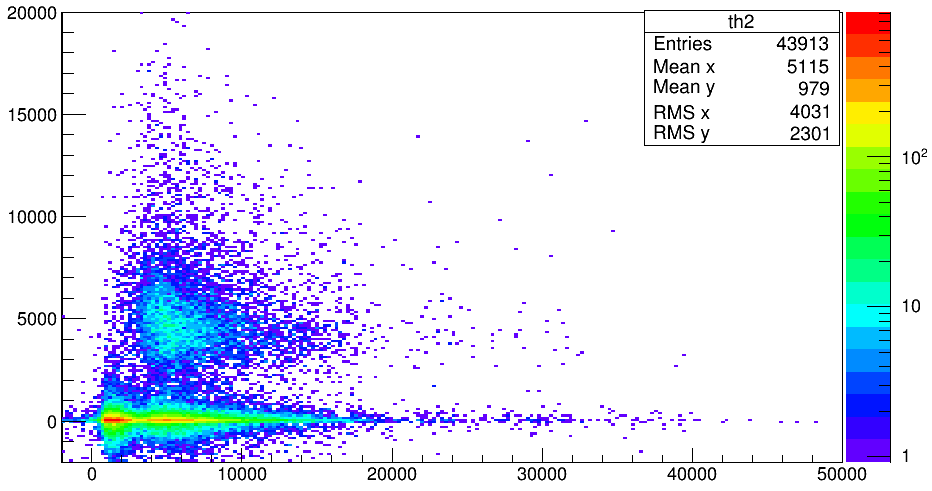 20000
15000
10000
5000
0
0 10000 20000 30000 40000 50000
th2
Entries 43913
Mean x 5115
Mean y 979
RMS x 4031
RMS y 2301
10²
10
1